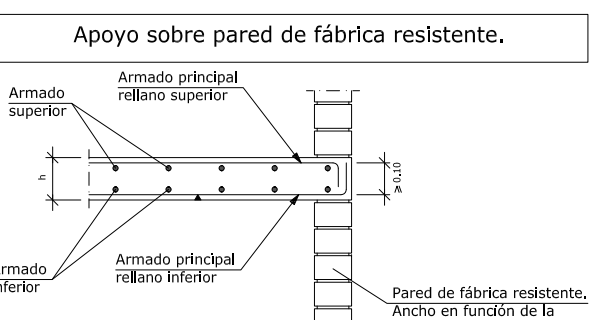 Apoyo sobre pared de fábrica resistente.
Armado
superior
Armado principal
rellano superior
h
≥ 0.10
Armado
inferior
Armado principal
rellano inferior
Pared de fábrica resistente.
Ancho en función de la